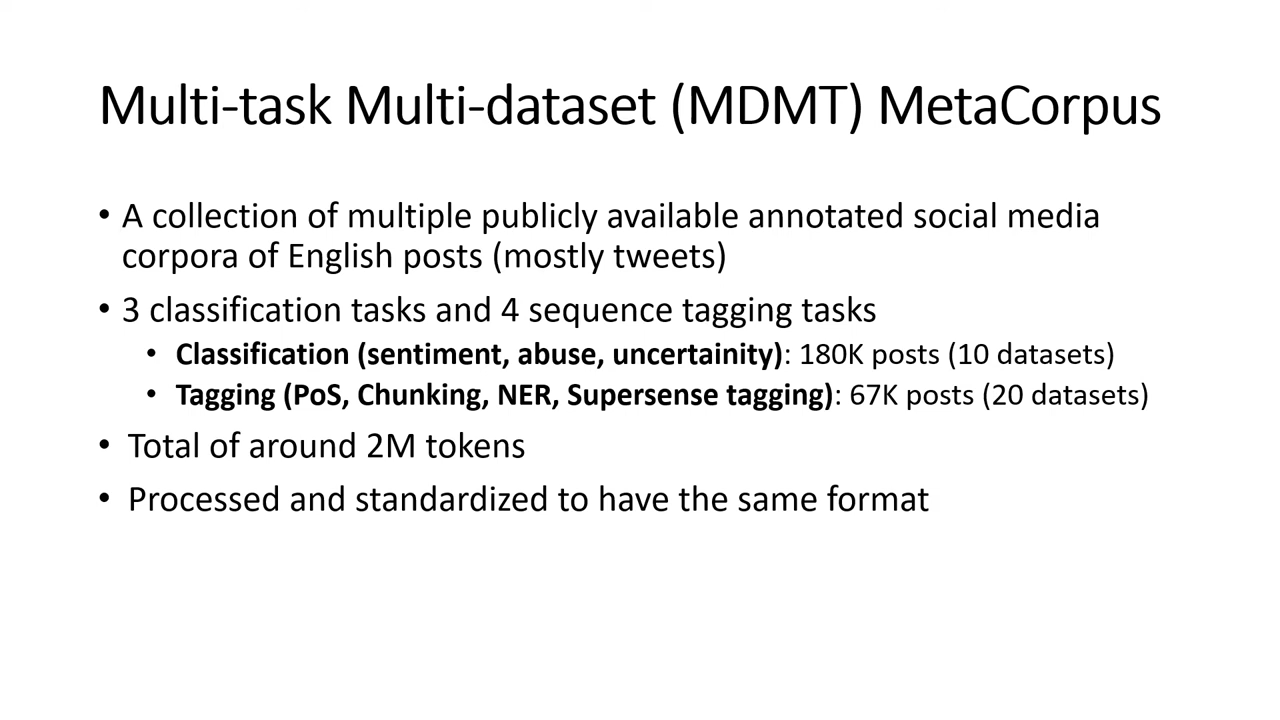 Multi-task Multi-dataset (MDMT) MetaCorpus
• A collection of multiple publicly available annotated social media
corpora of English posts (mostly tweets)
• 3 classification tasks and 4 sequence tagging tasks
• Classification (sentiment, abuse, uncertainity): 180K posts (10 datasets)
• Tagging (PoS, Chunking, NER, Supersense tagging): 67K posts (20 datasets)
• Total of around 2M tokens
• Processed and standardized to have the same format